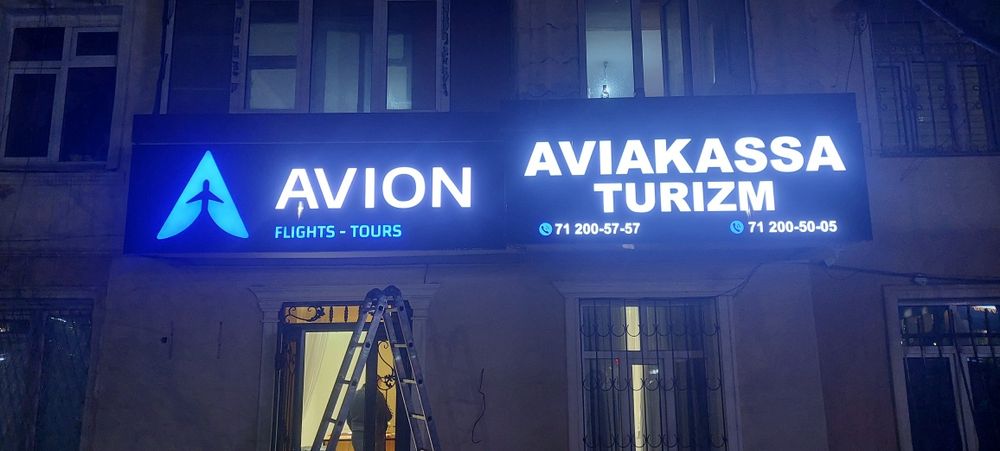 AVION
FLIGHTS - TOURS
AVIAKASSA
TURIZM
71 200-57-57
71 200-50-05